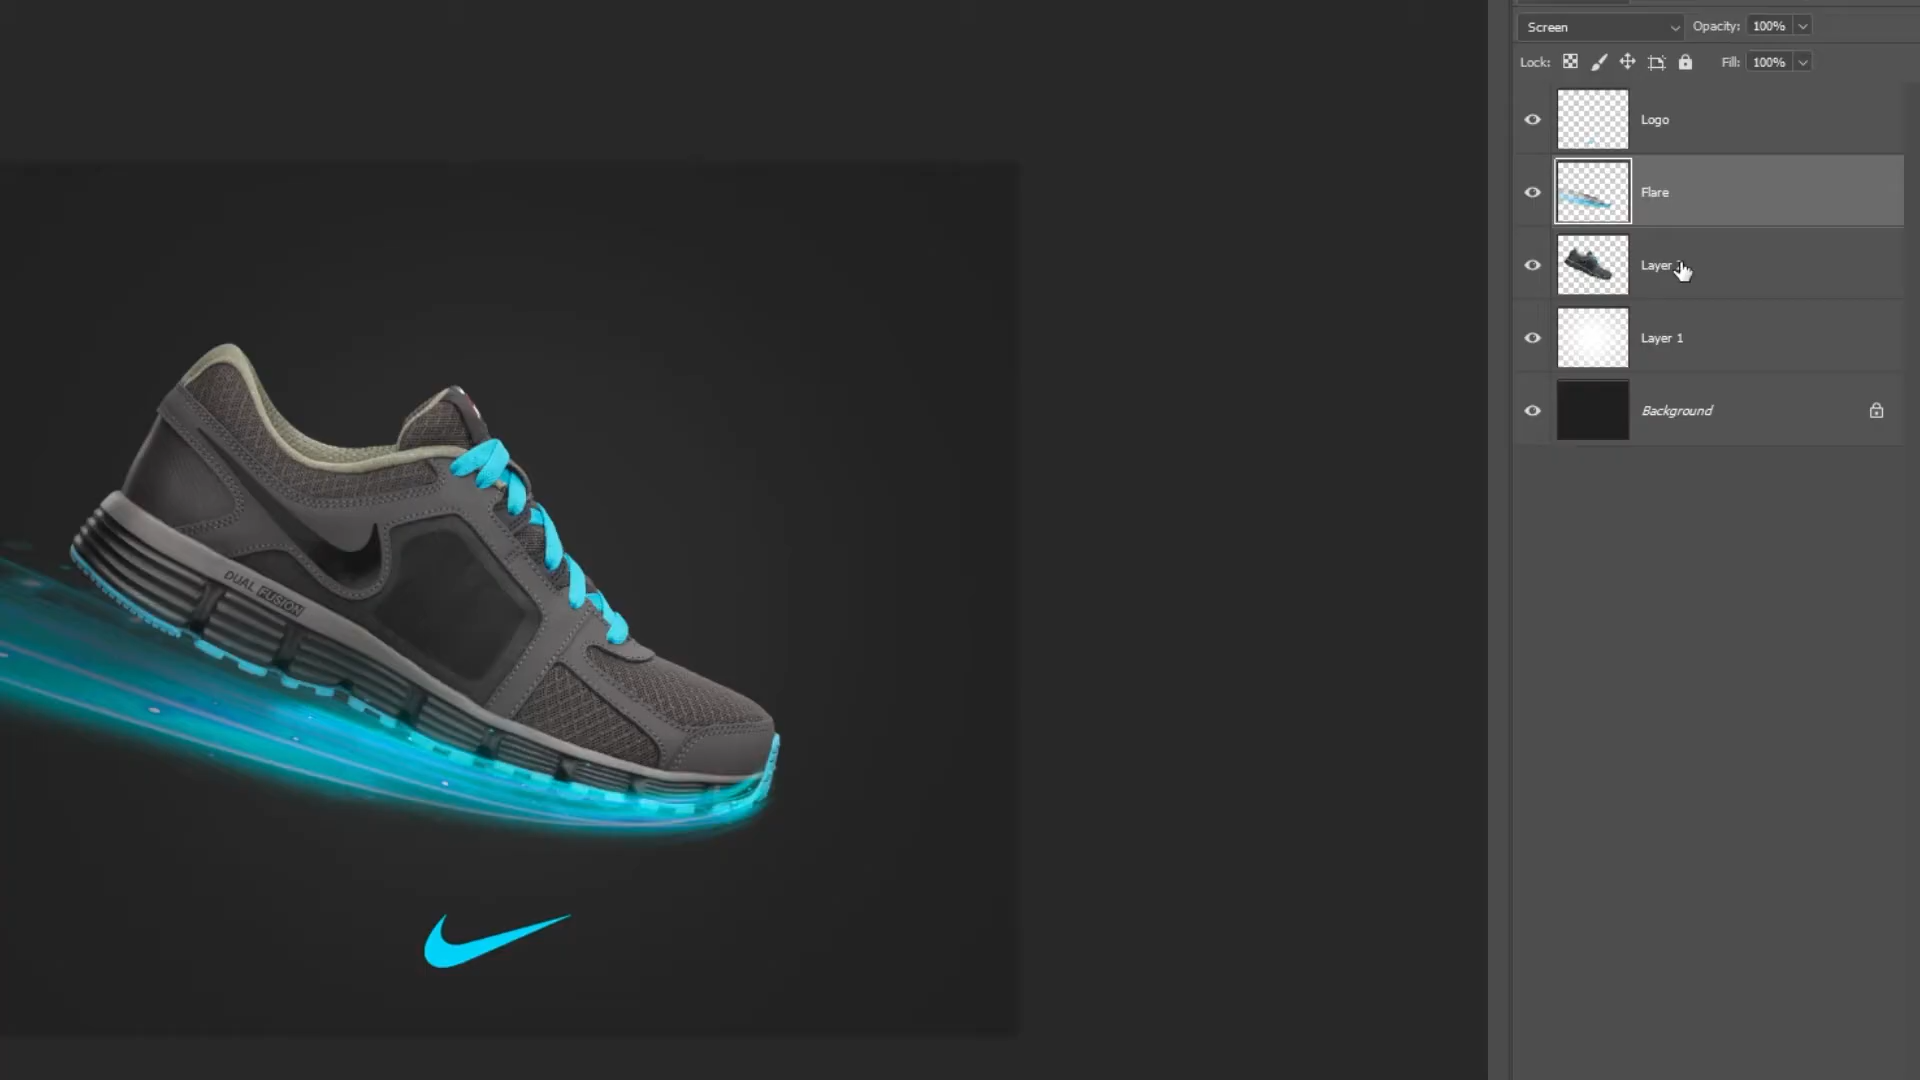 Screen
Opacity: 100%
Lock:
Fill: 100%
Logo
Flare
Layer
Layer 1
Background
DUAL FUSION